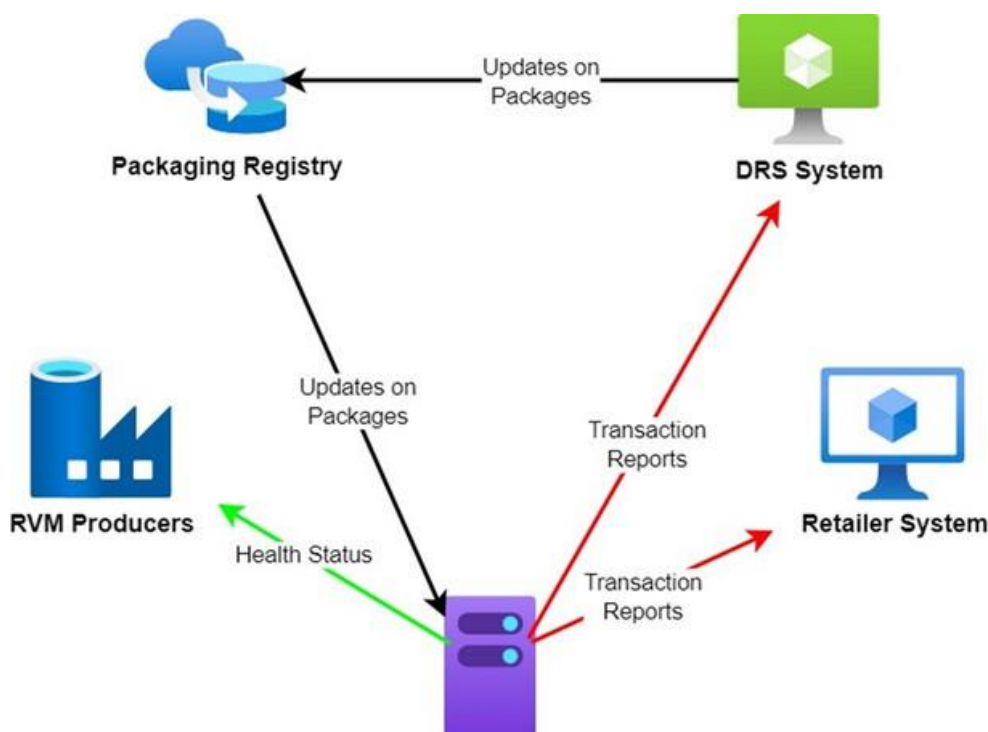 Updates on
Packages
Packaging Registry
DRS System
Updates on
Packages
Transaction
Reports
RVM Producers
Retailer System
Health Status
Transaction
Reports